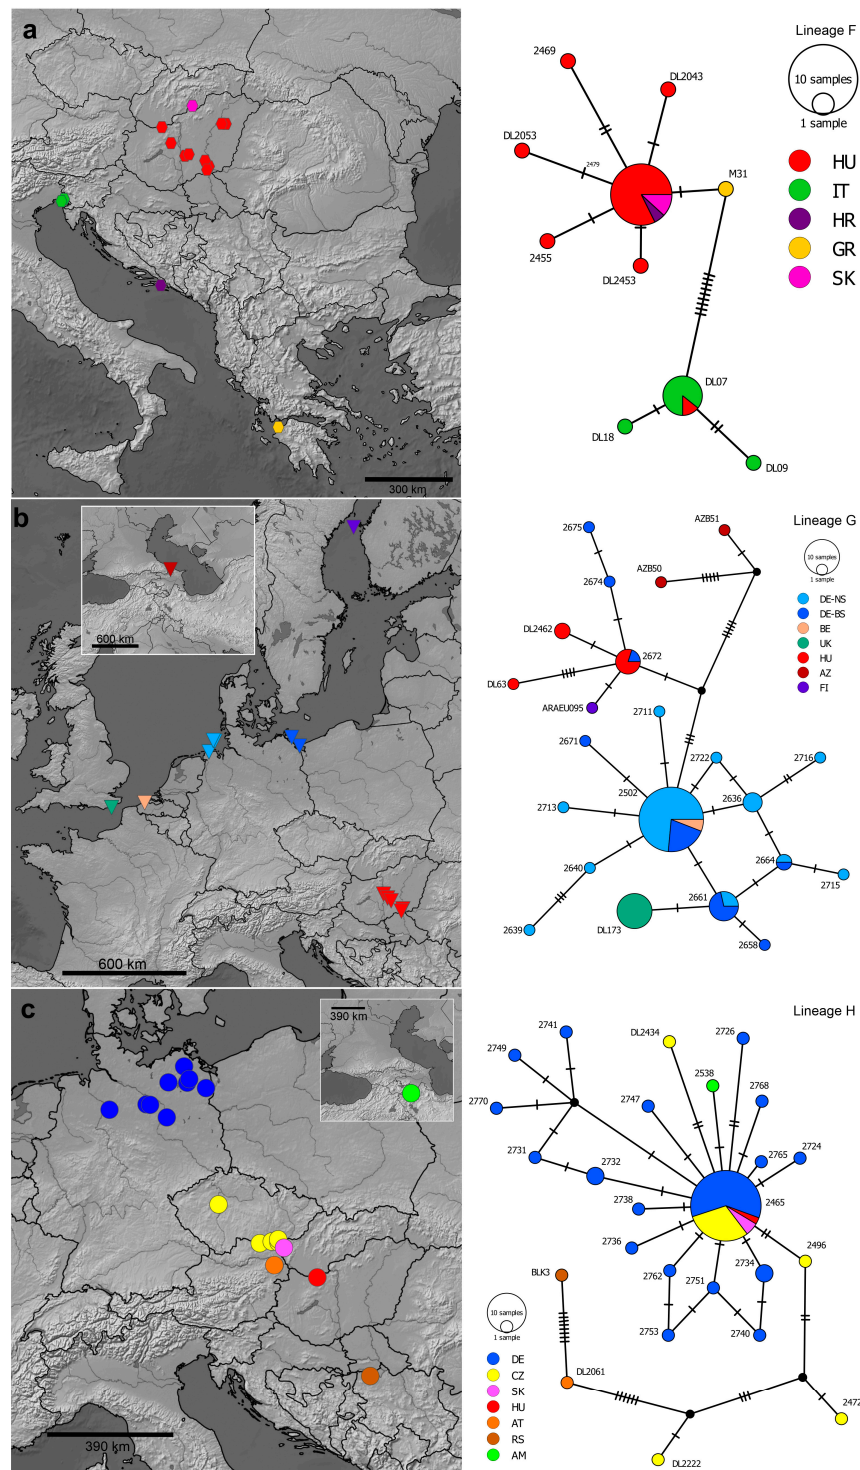 a
300 km
Lineage F
10 samples
1 sample
HU
IT
HR
GR
SK
2469
DL2043
DL2053
2479
M31
2455
DL2453
DL07
DL18
DL09
b
600 km
600 km
Lineage G
10 samples
1 sample
DE-NS
DE-BS
BE
UK
HU
AZ
FI
AZB51
2675
AZB50
2674
DL2462
2672
DL63
ARAEU095
2711
2671
2722
2716
2502
2636
2713
2664
2640
2715
2661
DL173
2639
2658
c
390 km
390 km
Lineage H
2741
2726
DL2434
2749
2538
2768
2770
2747
2731
2765
2724
2732
2738
2465
2736
2496
BLK3
2762
2734
2751
10 samples
1 sample
2753
2740
DE
CZ
SK
HU
AT
RS
AM
DL2061
2472
DL2222